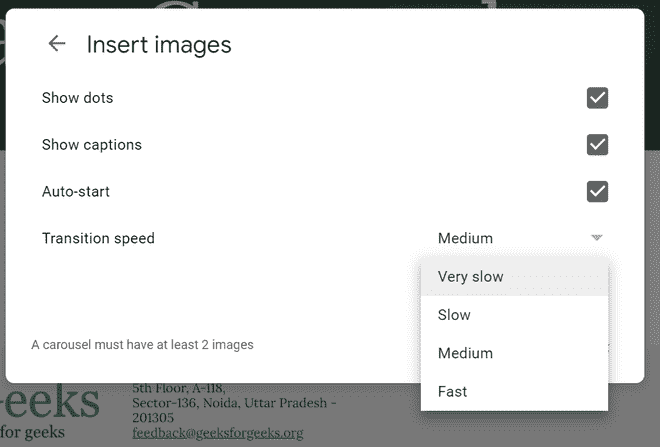 Insert images
Show dots
Show captions
Auto-start
Transition speed
Medium
Very slow
Slow
Medium
Fast
A carousel must have at least 2 images
eeks
for geeks
5th Floor, A-118,
Sector-136, Noida, Uttar Pradesh -
201305
feedback@geeksforgeeks.org